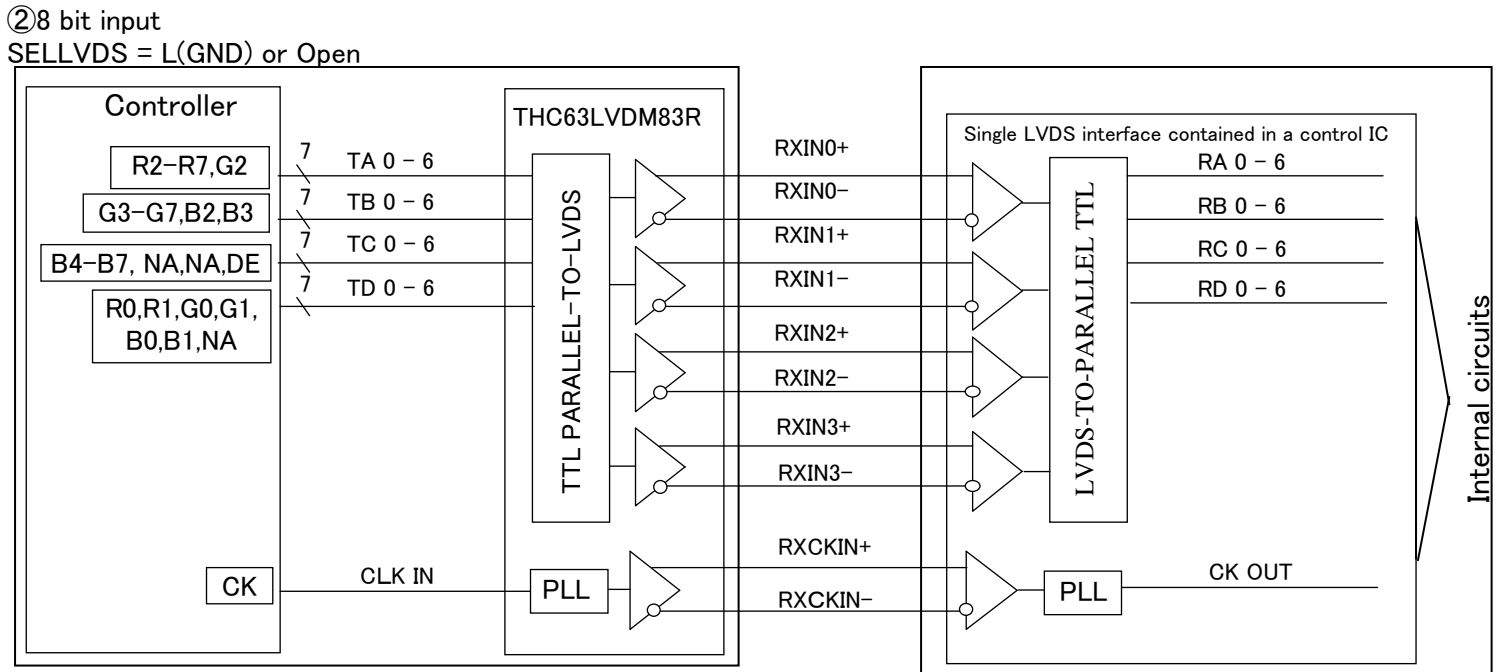 ②8 bit input
SELLVDS = L(GND) or Open
Controller
R2-R7,G2
G3-G7,B2,B3
B4-B7, NA,NA,DE
R0,R1,G0,G1,
B0,B1,NA
CK
7
TA 0 - 6
7
TB 0 - 6
7
TC 0 - 6
7
TD 0 - 6
CLK IN
THC63LVDM83R
TTL PARALLEL-TO-LVDS
PLL
RXIN0+
RXIN0-
RXIN1+
RXIN1-
RXIN2+
RXIN2-
RXIN3+
RXIN3-
RXCKIN+
RXCKIN-
Single LVDS interface contained in a control IC
LVDS-TO-PARALLEL TTL
PLL
RA 0 - 6
RB 0 - 6
RC 0 - 6
RD 0 - 6
CK OUT
Internal circuits